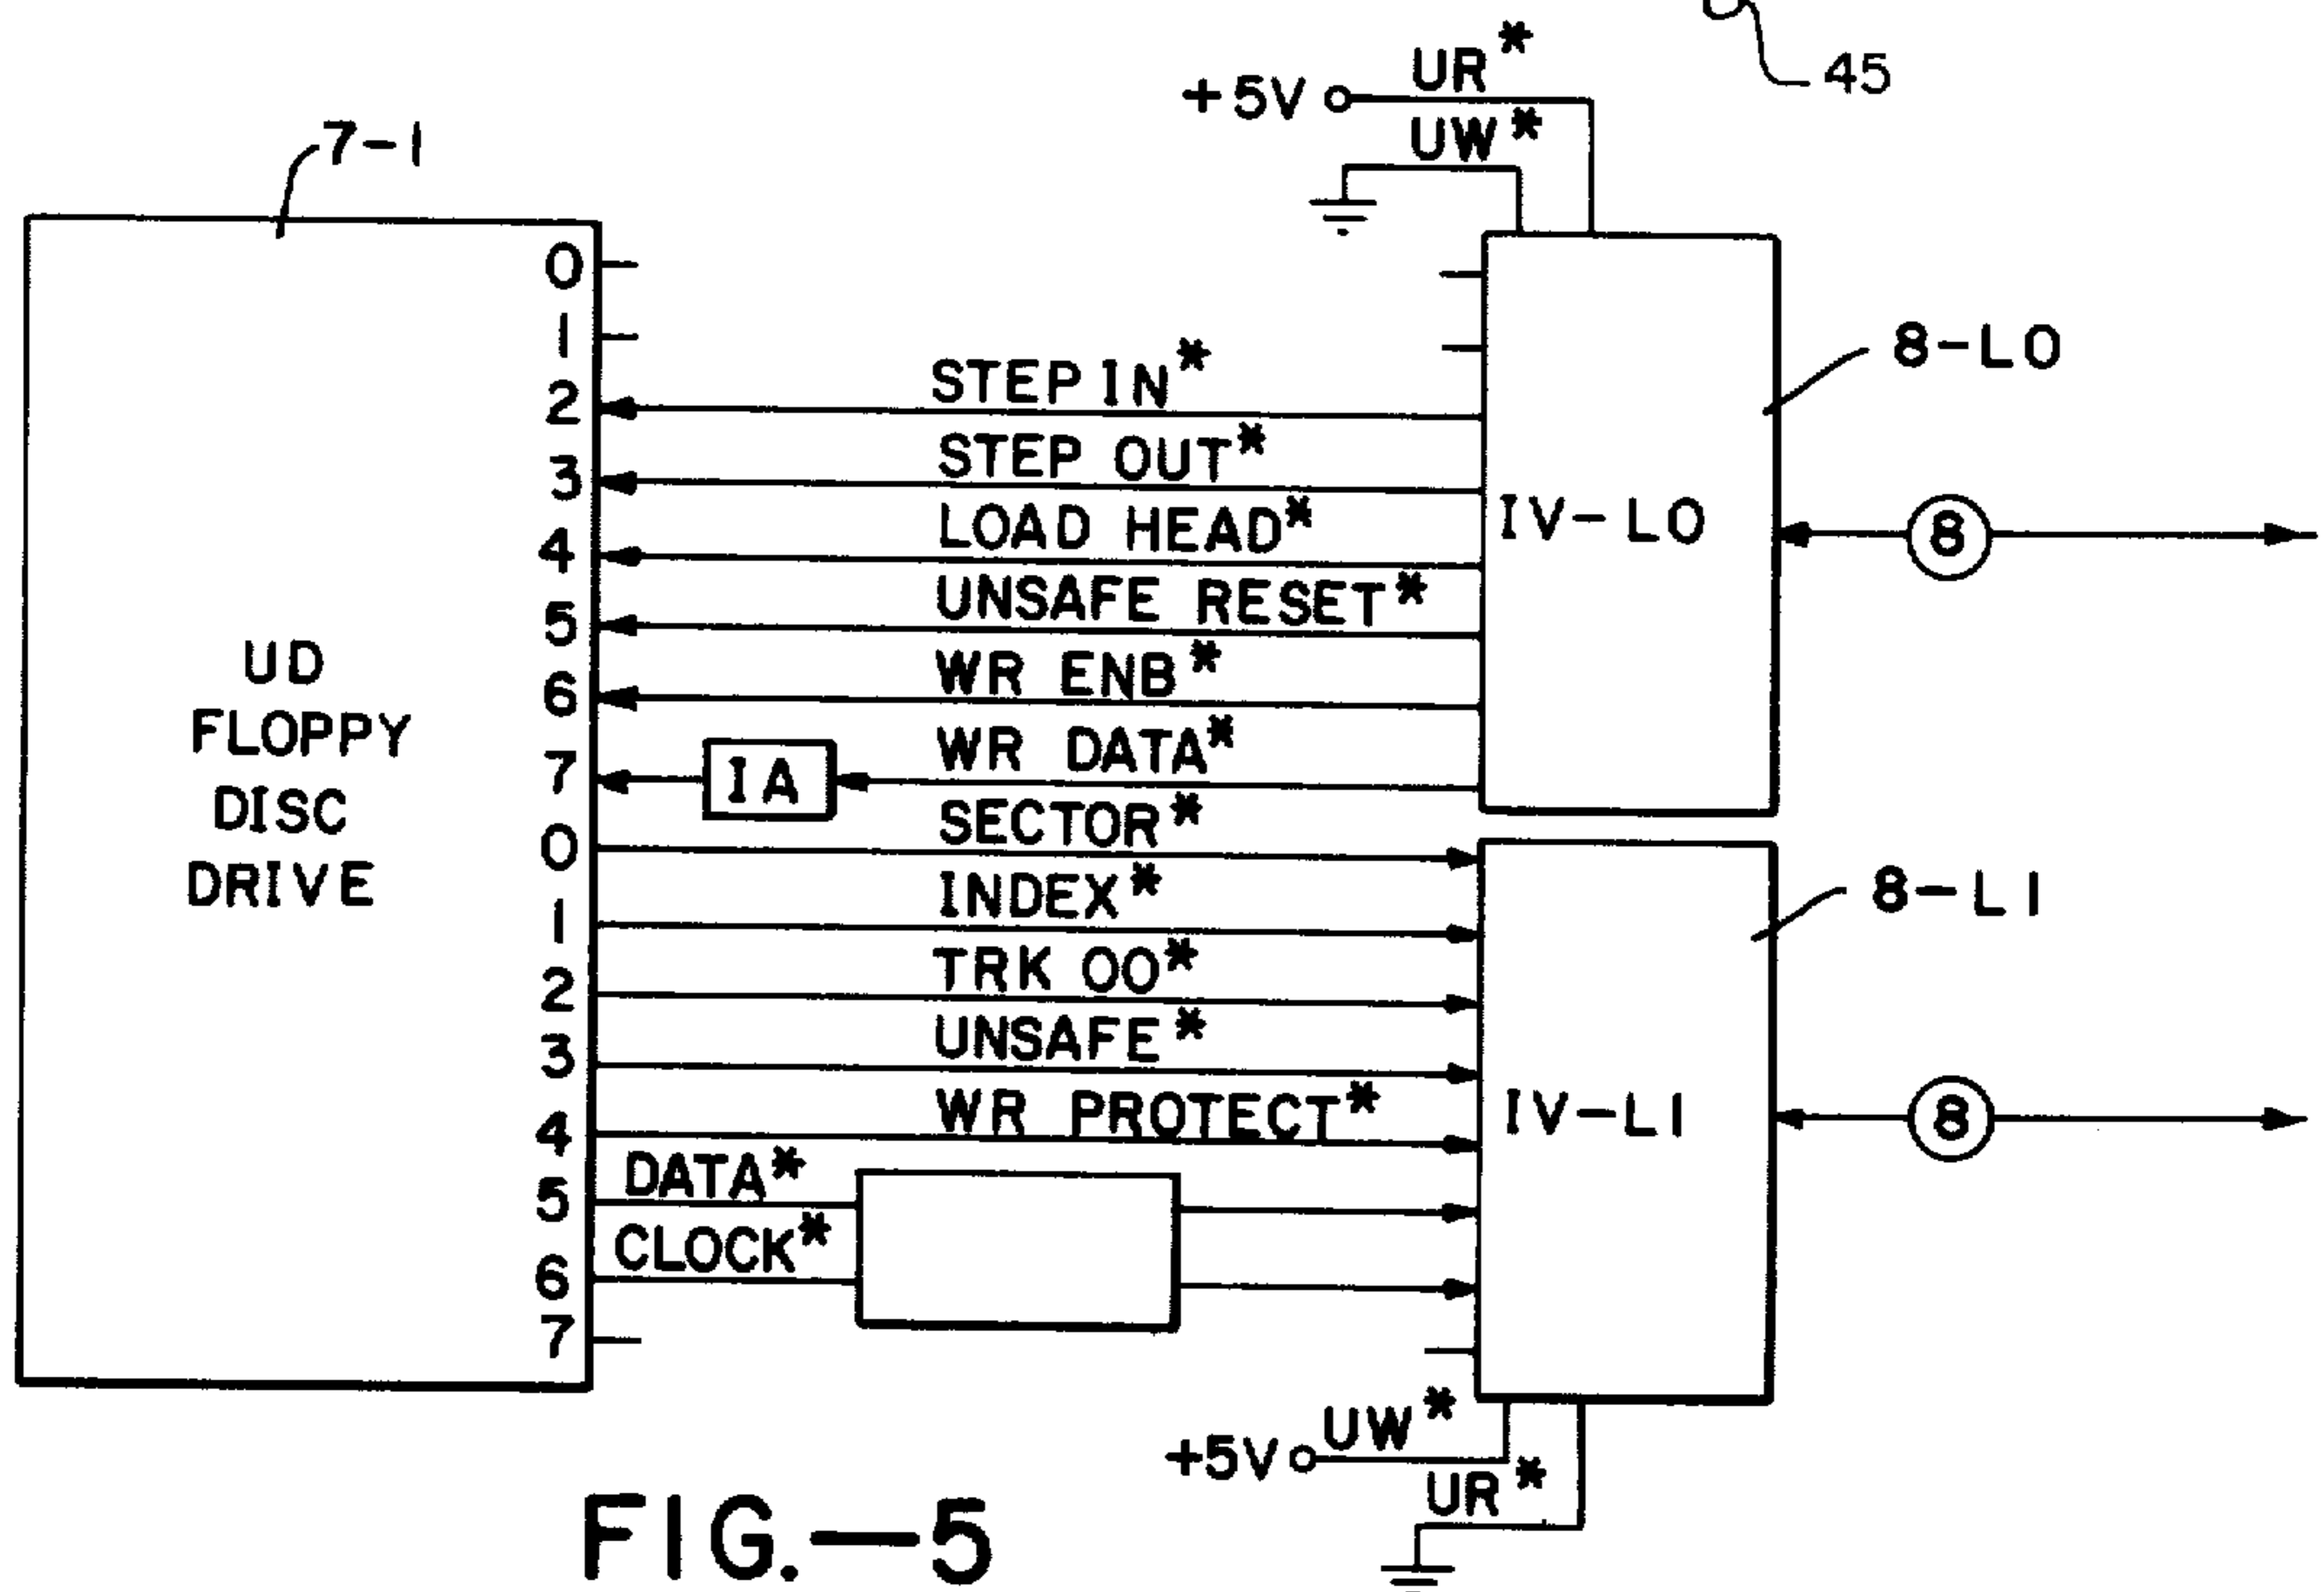 45
+5V UR*
UW*
7-1
0
1
2 STEP IN*
3 STEP OUT*
4 LOAD HEAD*
5 UNSAFE RESET*
6 WR ENB*
7 IA WR DATA*
0 SECTOR*
1 INDEX*
2 TRK 00*
3 UNSAFE*
4 WR PROTECT*
5 DATA*
6 CLOCK*
7
UD
FLOPPY
DISC
DRIVE
IV-L0
8-L0
8
IV-L1
8-L1
8
+5V UW*
UR*
FIG.-5